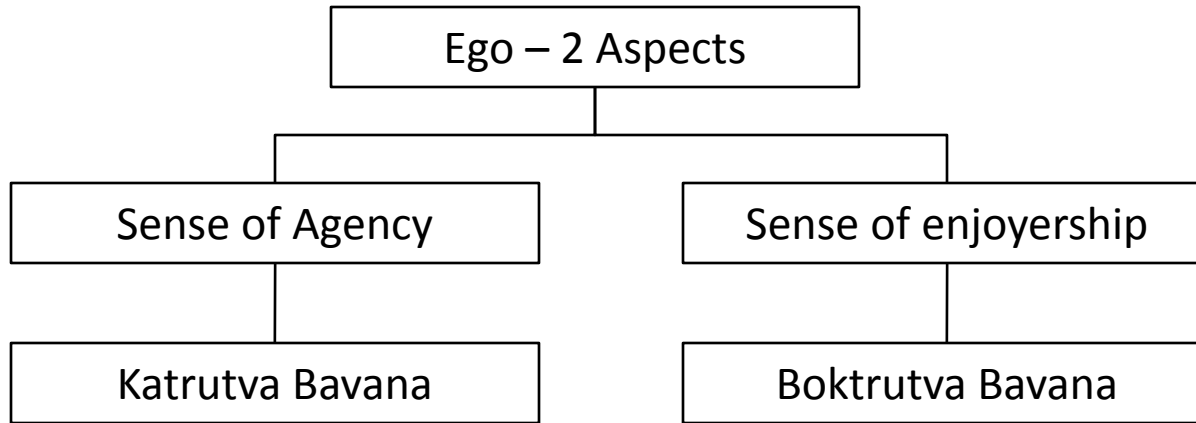 Ego – 2 Aspects
Sense of Agency
Sense of enjoyership
Katrutva Bavana
Boktrutva Bavana